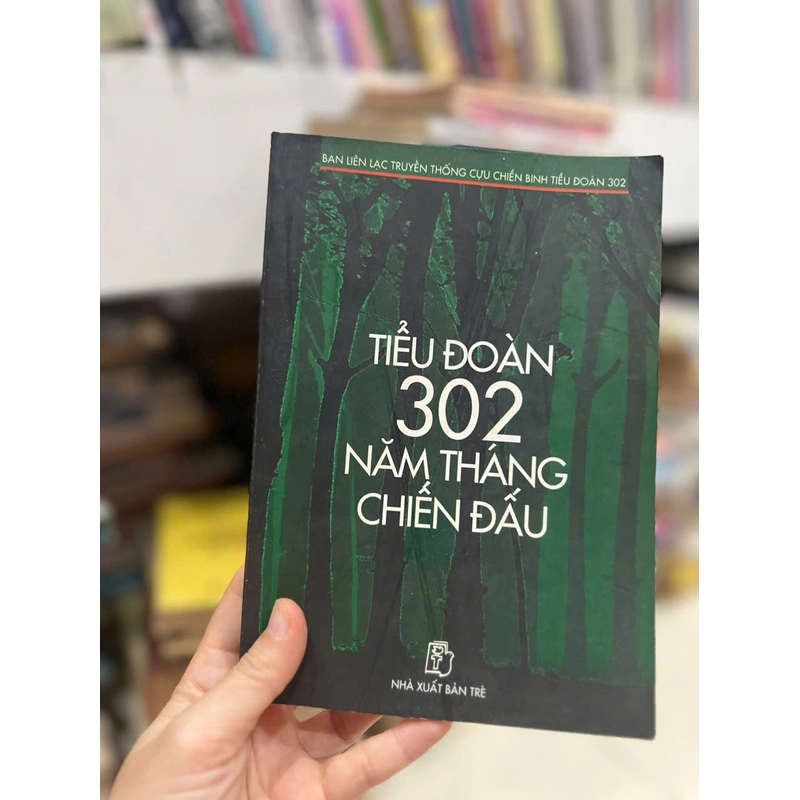 BAN LIÊN LẠC TRUYỀN THỐNG CỰU CHIẾN BINH TIỂU ĐOÀN 302
TIỂU ĐOÀN
302
NĂM THÁNG
CHIẾN ĐẤU
NHÀ XUẤT BẢN TRẺ